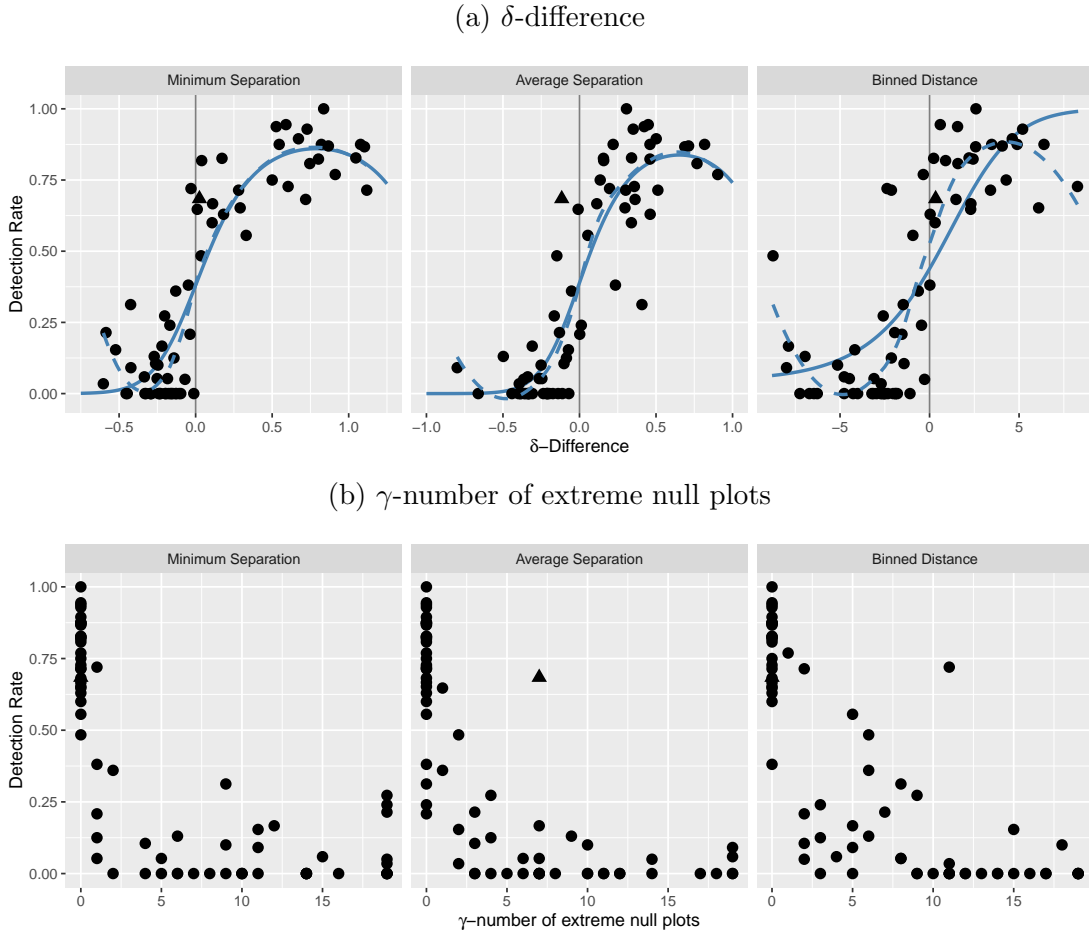 (a) δ-difference
Minimum Separation Average Separation Binned Distance
Detection Rate
1.00
0.75
0.50
0.25
0.00
−0.5 0.0 0.5 1.0 −1.0 −0.5 0.0 0.5 1.0 −5 0 5
δ−Difference
(b) γ-number of extreme null plots
Minimum Separation Average Separation Binned Distance
Detection Rate
1.00
0.75
0.50
0.25
0.00
0 5 10 15 0 5 10 15 0 5 10 15
γ−number of extreme null plots